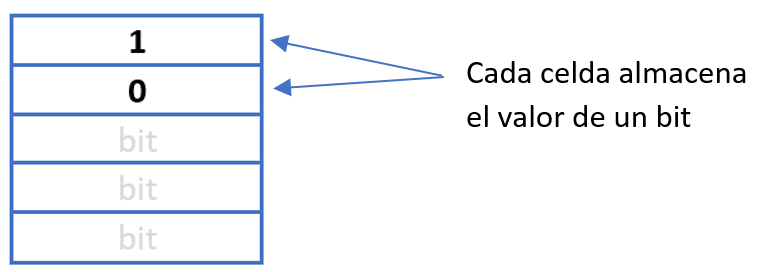 1
0
bit
bit
bit
Cada celda almacena
el valor de un bit